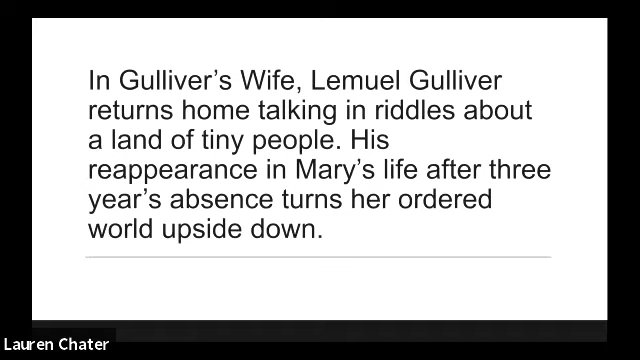 In Gulliver’s Wife, Lemuel Gulliver
returns home talking in riddles about
a land of tiny people. His
reappearance in Mary’s life after three
year’s absence turns her ordered
world upside down.
Lauren Chater